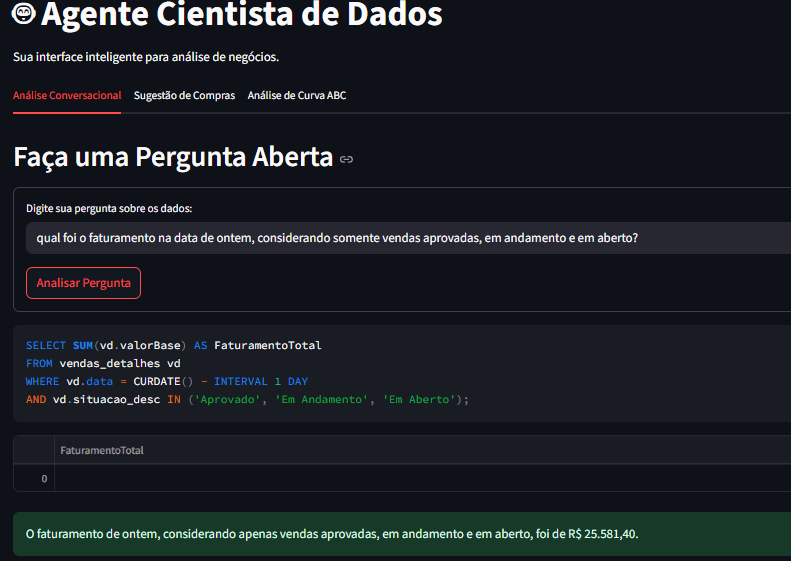 Agente Cientista de Dados
Sua interface inteligente para análise de negócios.
Análise Conversacional Sugestão de Compras Análise de Curva ABC
Faça uma Pergunta Aberta
Digite sua pergunta sobre os dados:
qual foi o faturamento na data de ontem, considerando somente vendas aprovadas, em andamento e em aberto?
Analisar Pergunta
SELECT SUM(vd.valorBase) AS FaturamentoTotal
FROM vendas_detalhes vd
WHERE vd.data = CURDATE() - INTERVAL 1 DAY
AND vd.situacao_desc IN ('Aprovado', 'Em Andamento', 'Em Aberto');
FaturamentoTotal
0
O faturamento de ontem, considerando apenas vendas aprovadas, em andamento e em aberto, foi de R$ 25.581,40.